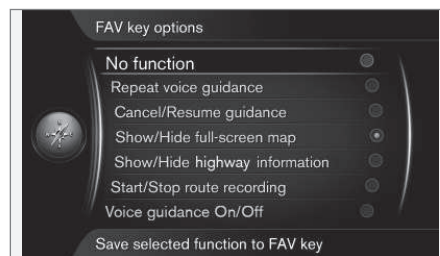 FAV key options
No function
Repeat voice guidance
Cancel/Resume guidance
Show/Hide full-screen map
Show/Hide highway information
Start/Stop route recording
Voice guidance On/Off
Save selected function to FAV key